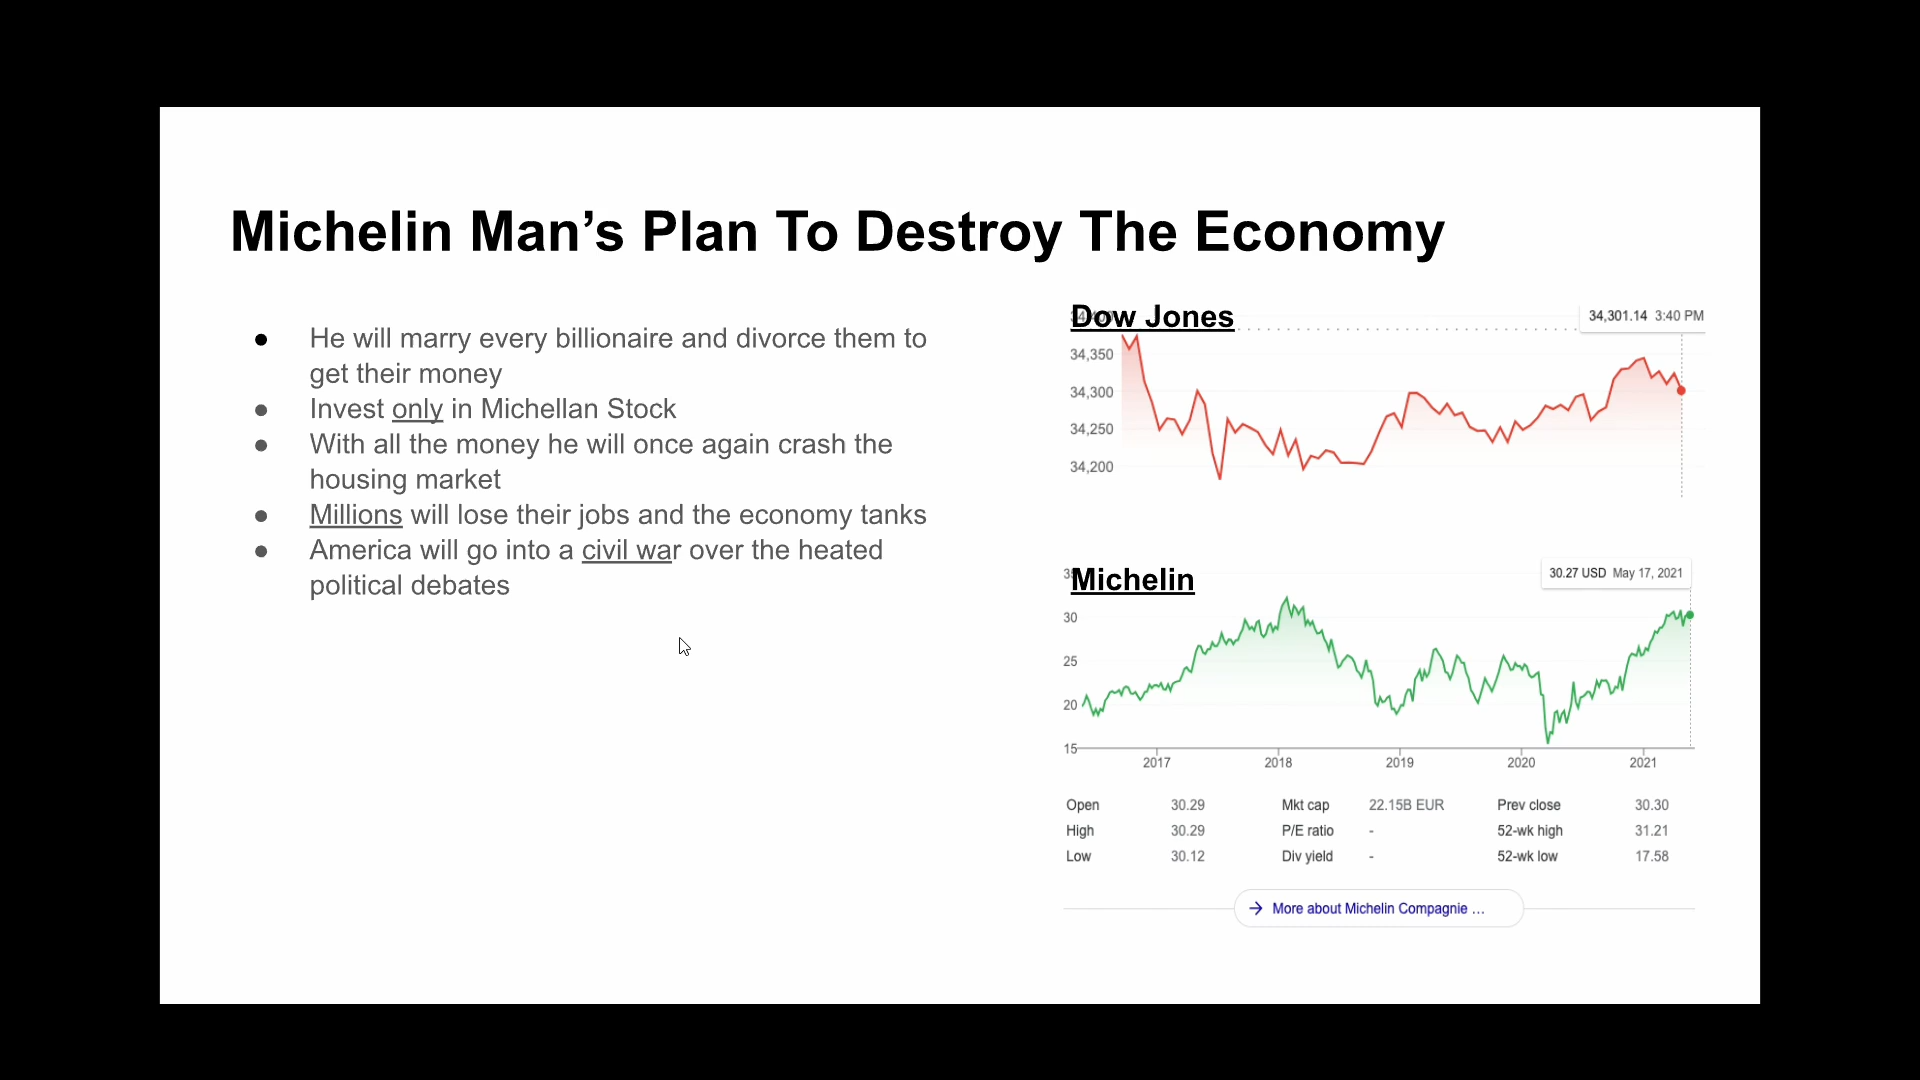 Michelin Man’s Plan To Destroy The Economy
● He will marry every billionaire and divorce them to
get their money
● Invest only in Michellan Stock
● With all the money he will once again crash the
housing market
● Millions will lose their jobs and the economy tanks
● America will go into a civil war over the heated
political debates
Dow Jones
34,301.14 3:40 PM
34,350
34,300
34,250
34,200
Michelin
30.27 USD May 17, 2021
30
25
20
15
2017 2018 2019 2020 2021
Open 30.29 Mkt cap 22.15B EUR Prev close 30.30
High 30.29 P/E ratio - 52-wk high 31.21
Low 30.12 Div yield - 52-wk low 17.58
→ More about Michelin Compagnie ...